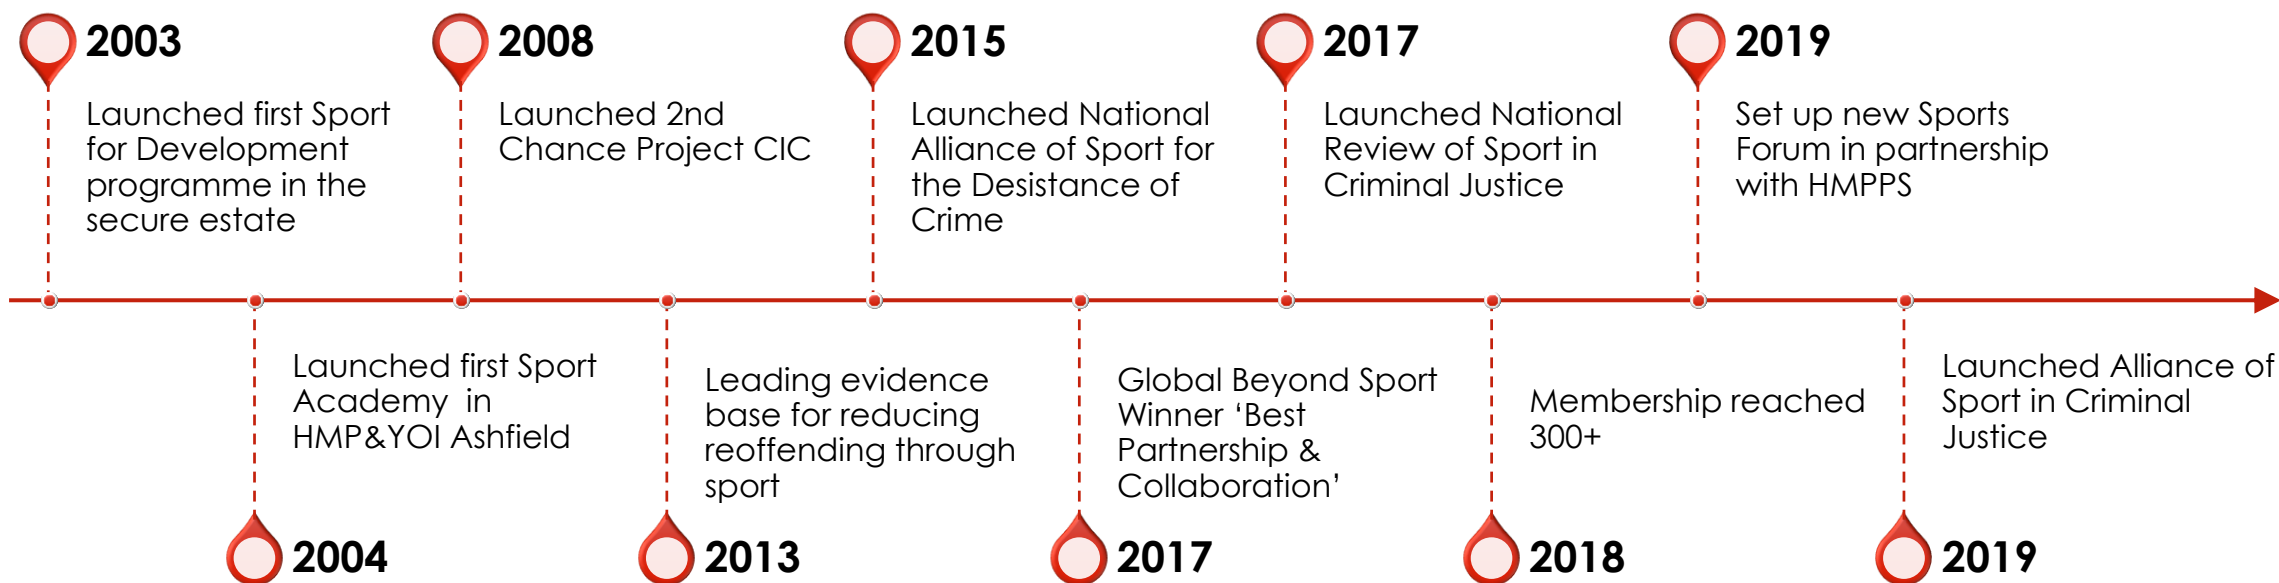 2003
Launched first Sport
for Development
programme in the
secure estate
2004
Launched first Sport
Academy in
HMP&YOI Ashfield
2008
Launched 2nd
Chance Project CIC
2013
Leading evidence
base for reducing
reoffending through
sport
2015
Launched National
Alliance of Sport for
the Desistance of
Crime
2017
Global Beyond Sport
Winner ‘Best
Partnership &
Collaboration’
2017
Launched National
Review of Sport in
Criminal Justice
2018
Membership reached
300+
2019
Set up new Sports
Forum in partnership
with HMPPS
2019
Launched Alliance of
Sport in Criminal
Justice